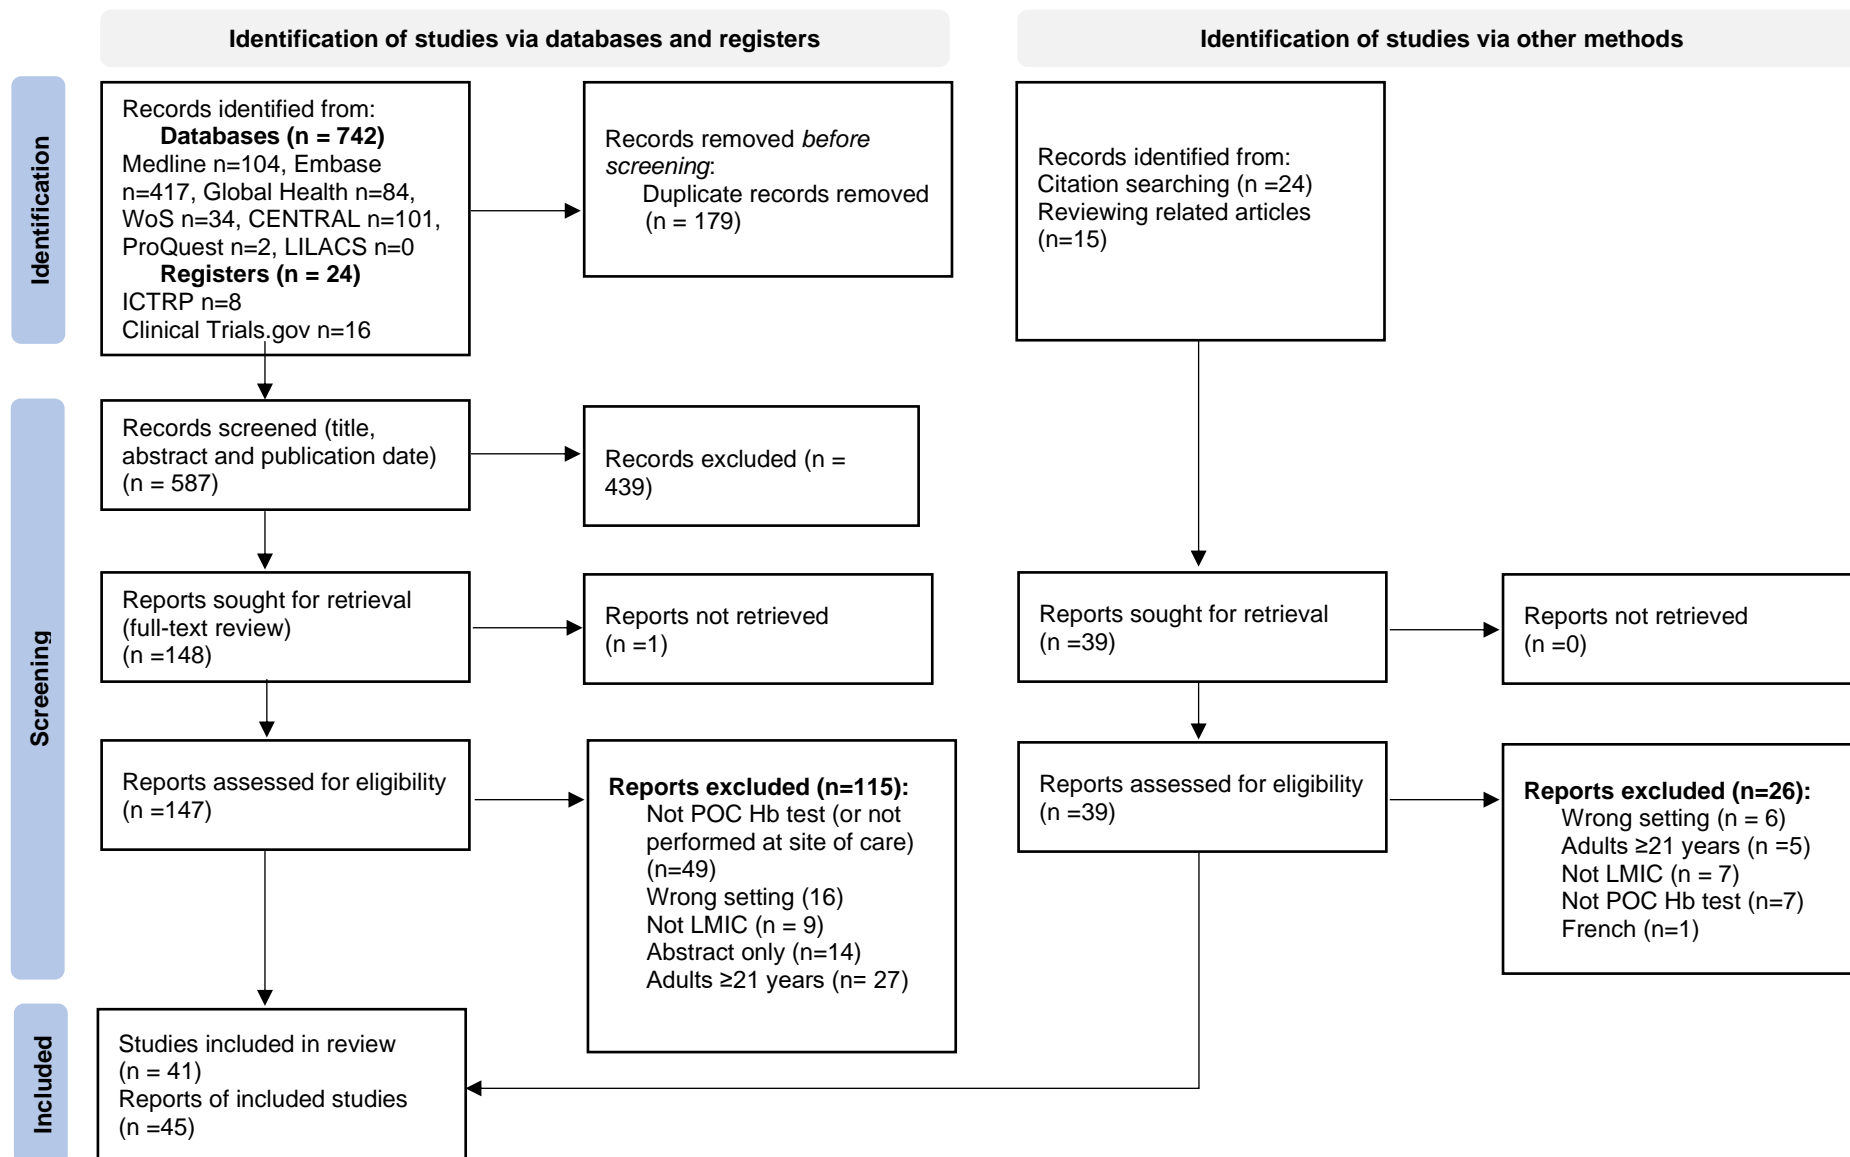 Identification of studies via databases and registers
Identification of studies via other methods
Identification
Records identified from:
Databases (n = 742)
Medline n=104, Embase
n=417, Global Health n=84,
WoS n=34, CENTRAL n=101,
ProQuest n=2, LILACS n=0
Registers (n = 24)
ICTRP n=8
Clinical Trials.gov n=16
Records removed before
screening:
Duplicate records removed
(n = 179)
Records identified from:
Citation searching (n =24)
Reviewing related articles
(n=15)
Screening
Records screened (title,
abstract and publication date)
(n = 587)
Records excluded (n =
439)
Reports sought for retrieval
(full-text review)
(n =148)
Reports not retrieved
(n =1)
Reports sought for retrieval
(n =39)
Reports not retrieved
(n =0)
Reports assessed for eligibility
(n =147)
Reports excluded (n=115):
Not POC Hb test (or not
performed at site of care)
(n=49)
Wrong setting (16)
Not LMIC (n = 9)
Abstract only (n=14)
Adults ≥21 years (n= 27)
Reports assessed for eligibility
(n =39)
Reports excluded (n=26):
Wrong setting (n = 6)
Adults ≥21 years (n =5)
Not LMIC (n = 7)
Not POC Hb test (n=7)
French (n=1)
Included
Studies included in review
(n = 41)
Reports of included studies
(n =45)